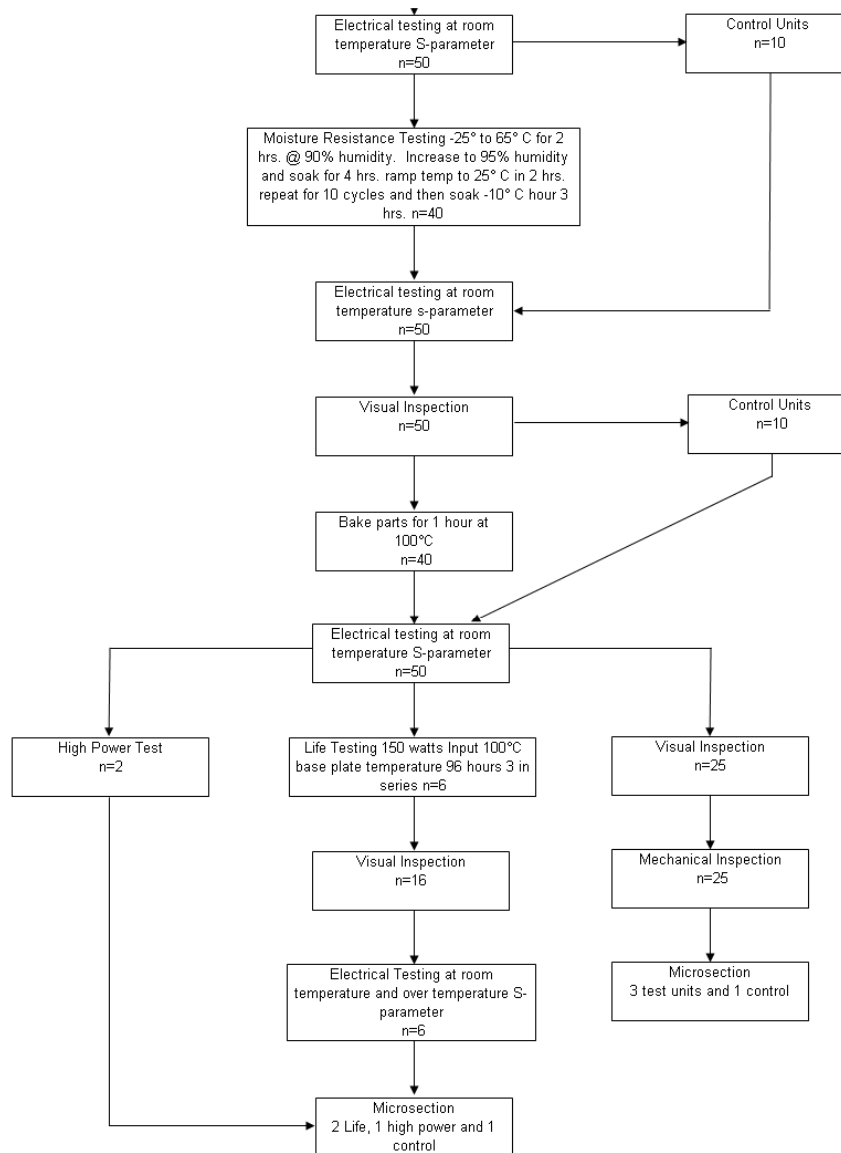 Electrical testing at room
temperature S-parameter
n=50
Control Units
n=10
Moisture Resistance Testing -25° to 65° C for 2
hrs. @ 90% humidity. Increase to 95% humidity
and soak for 4 hrs. ramp temp to 25° C in 2 hrs.
repeat for 10 cycles and then soak -10° C hour 3
hrs. n=40
Electrical testing at room
temperature s-parameter
n=50
Visual Inspection
n=50
Control Units
n=10
Bake parts for 1 hour at
100°C
n=40
Electrical testing at room
temperature S-parameter
n=50
High Power Test
n=2
Life Testing 150 watts Input 100°C
base plate temperature 96 hours 3 in
series n=6
Visual Inspection
n=25
Visual Inspection
n=16
Mechanical Inspection
n=25
Electrical Testing at room
temperature and over temperature S-
parameter
n=6
Microsection
3 test units and 1 control
Microsection
2 Life, 1 high power and 1
control